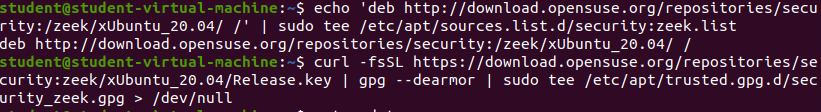 student@student-virtual-machine:~$ echo 'deb http://download.opensuse.org/repositories/secu
rity:/zeek/xUbuntu_20.04/ /' | sudo tee /etc/apt/sources.list.d/security:zeek.list
deb http://download.opensuse.org/repositories/security:/zeek/xUbuntu_20.04/ /
student@student-virtual-machine:~$ curl -fsSL https://download.opensuse.org/repositories/se
curity:zeek/xUbuntu_20.04/Release.key | gpg --dearmor | sudo tee /etc/apt/trusted.gpg.d/sec
urity_zeek.gpg > /dev/null